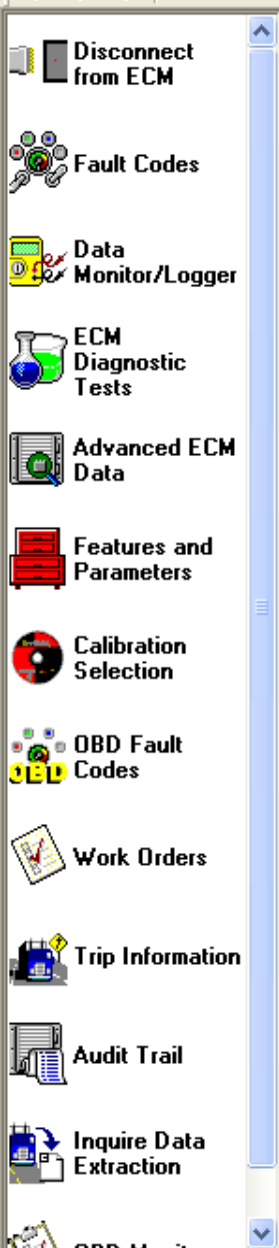 Disconnect
from ECM
Fault Codes
Data
Monitor/Logger
ECM
Diagnostic
Tests
Advanced ECM
Data
Features and
Parameters
Calibration
Selection
OBD Fault
OBD Codes
Work Orders
Trip Information
Audit Trail
Inquire Data
Extraction